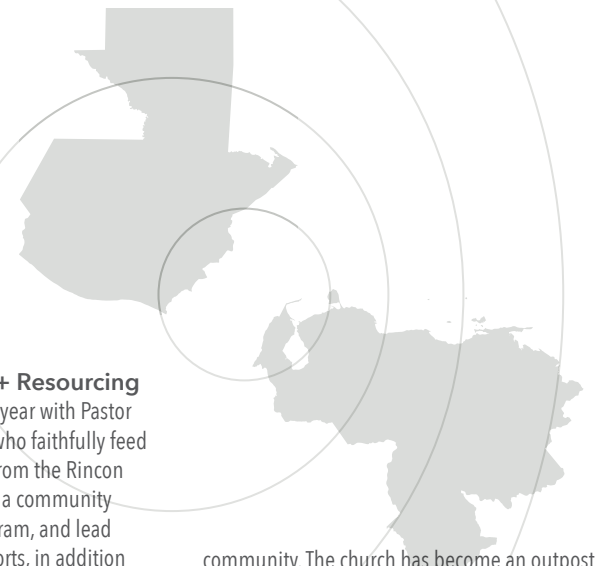 + Resourcing
year with Pastor
who faithfully feed
rom the Rincon
a community
ram, and lead
orts, in addition
community. The church has become an outpost